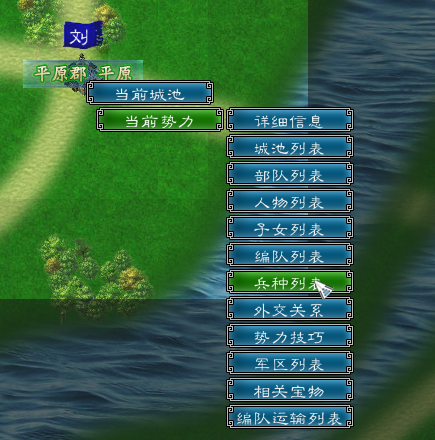 刘
平原郡 平原
当前城池
当前势力
详细信息
城池列表
部队列表
人物列表
子女列表
编队列表
兵种列表
外交关系
势力技巧
军区列表
相关宝物
编队运输列表